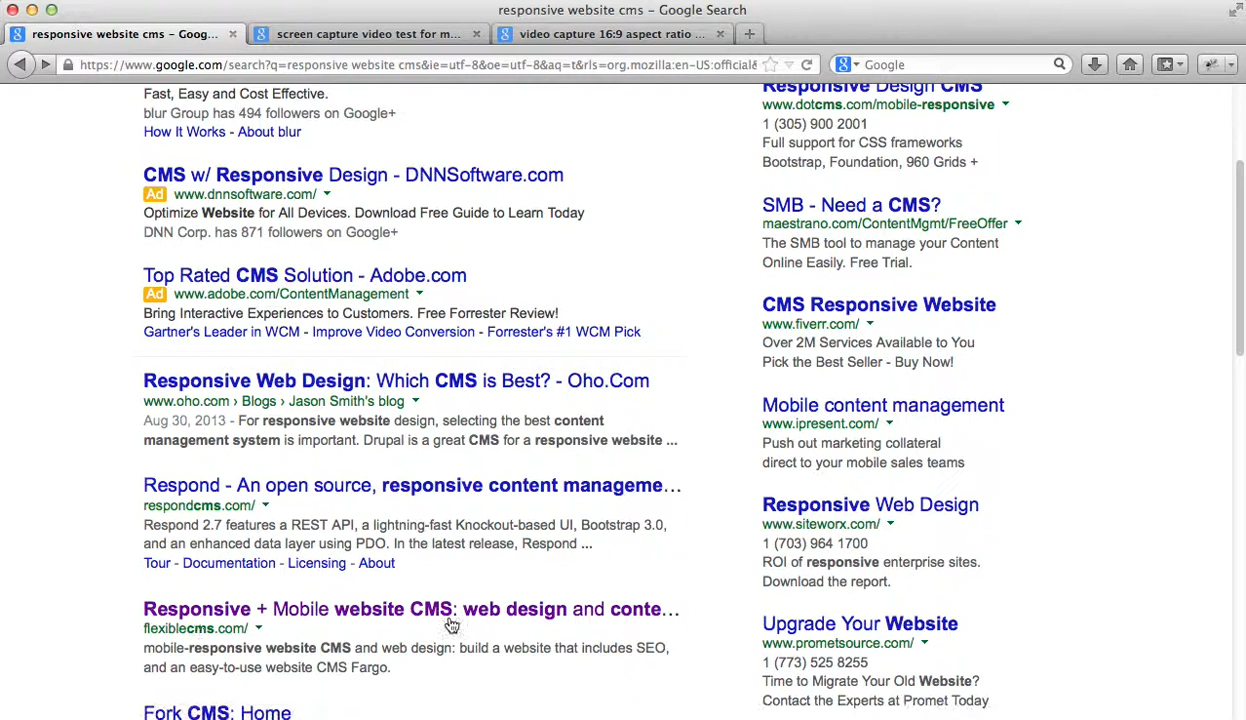 responsive website cms – Google Search
responsive website cms – Goog...
screen capture video test for m...
video capture 16:9 aspect ratio ...
https://www.google.com/search?q=responsive website cms&ie=utf-8&oe=utf-8&aq=t&rls=org.mozilla:en-US:official&
Google
Fast, Easy and Cost Effective.
blur Group has 494 followers on Google+
How It Works - About blur
CMS w/ Responsive Design - DNNSoftware.com
Ad www.dnnsoftware.com/
Optimize Website for All Devices. Download Free Guide to Learn Today
DNN Corp. has 871 followers on Google+
Top Rated CMS Solution - Adobe.com
Ad www.adobe.com/ContentManagement
Bring Interactive Experiences to Customers. Free Forrester Review!
Gartner's Leader in WCM - Improve Video Conversion - Forrester's #1 WCM Pick
Responsive Web Design: Which CMS is Best? - Oho.Com
www.oho.com › Blogs › Jason Smith's blog
Aug 30, 2013 - For responsive website design, selecting the best content
management system is important. Drupal is a great CMS for a responsive website ...
Respond - An open source, responsive content manageme...
respondcms.com/
Respond 2.7 features a REST API, a lightning-fast Knockout-based UI, Bootstrap 3.0,
and an enhanced data layer using PDO. In the latest release, Respond ...
Tour - Documentation - Licensing - About
Responsive + Mobile website CMS: web design and conte...
flexiblecms.com/
mobile-responsive website CMS and web design: build a website that includes SEO,
and an easy-to-use website CMS Fargo.
Fork CMS: Home
Responsive Design CMS
www.dotcms.com/mobile-responsive
1 (305) 900 2001
Full support for CSS frameworks
Bootstrap, Foundation, 960 Grids +
SMB - Need a CMS?
maestrano.com/ContentMgmt/FreeOffer
The SMB tool to manage your Content
Online Easily. Free Trial.
CMS Responsive Website
www.fiverr.com/
Over 2M Services Available to You
Pick the Best Seller - Buy Now!
Mobile content management
www.ipresent.com/
Push out marketing collateral
direct to your mobile sales teams
Responsive Web Design
www.siteworx.com/
1 (703) 964 1700
ROI of responsive enterprise sites.
Download the report.
Upgrade Your Website
www.prometsource.com/
1 (773) 525 8255
Time to Migrate Your Old Website?
Contact the Experts at Promet Today